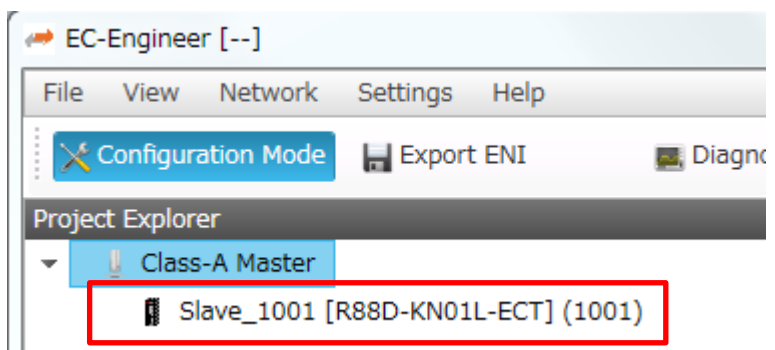 EC-Engineer [--]
File View Network Settings Help
Configuration Mode Export ENI Diagno
Project Explorer
Class-A Master
Slave_1001 [R88D-KN01L-ECT] (1001)